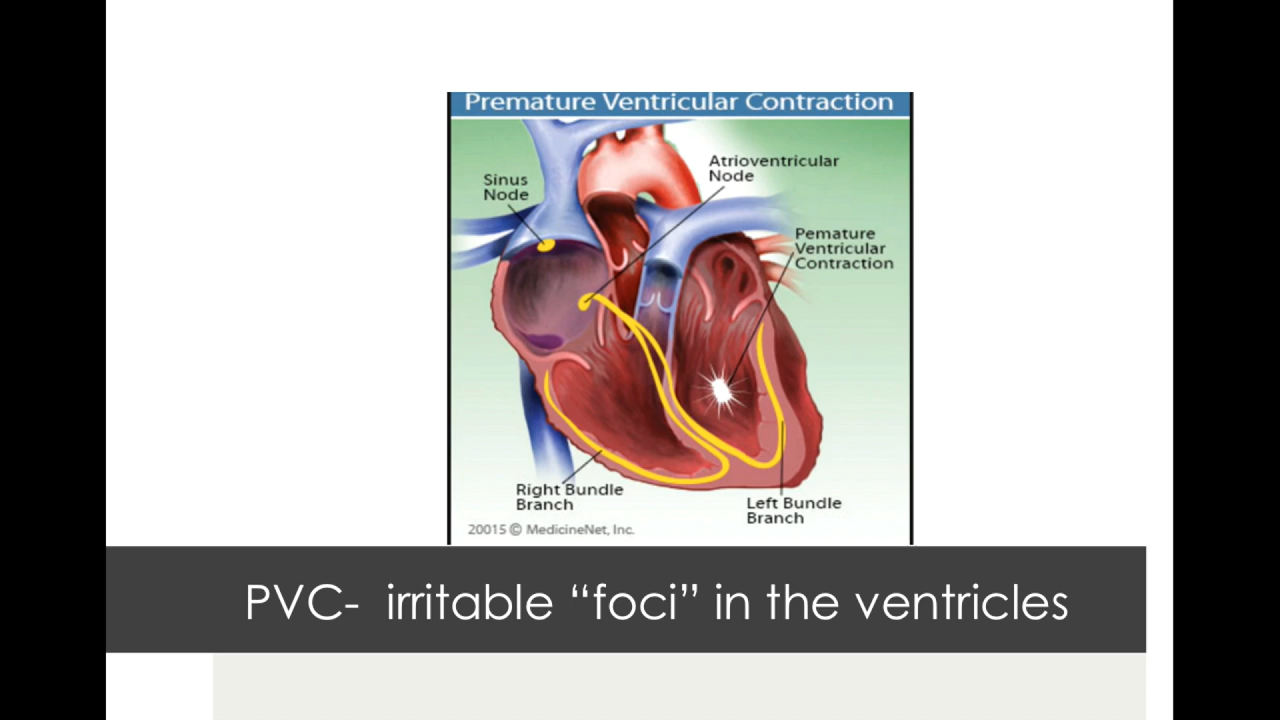 Premature Ventricular Contraction
Atrioventricular
Node
Sinus
Node
Pemature
Ventricular
Contraction
Right Bundle
Branch
Left Bundle
Branch
20015 © MedicineNet, Inc.
PVC- irritable “foci” in the ventricles